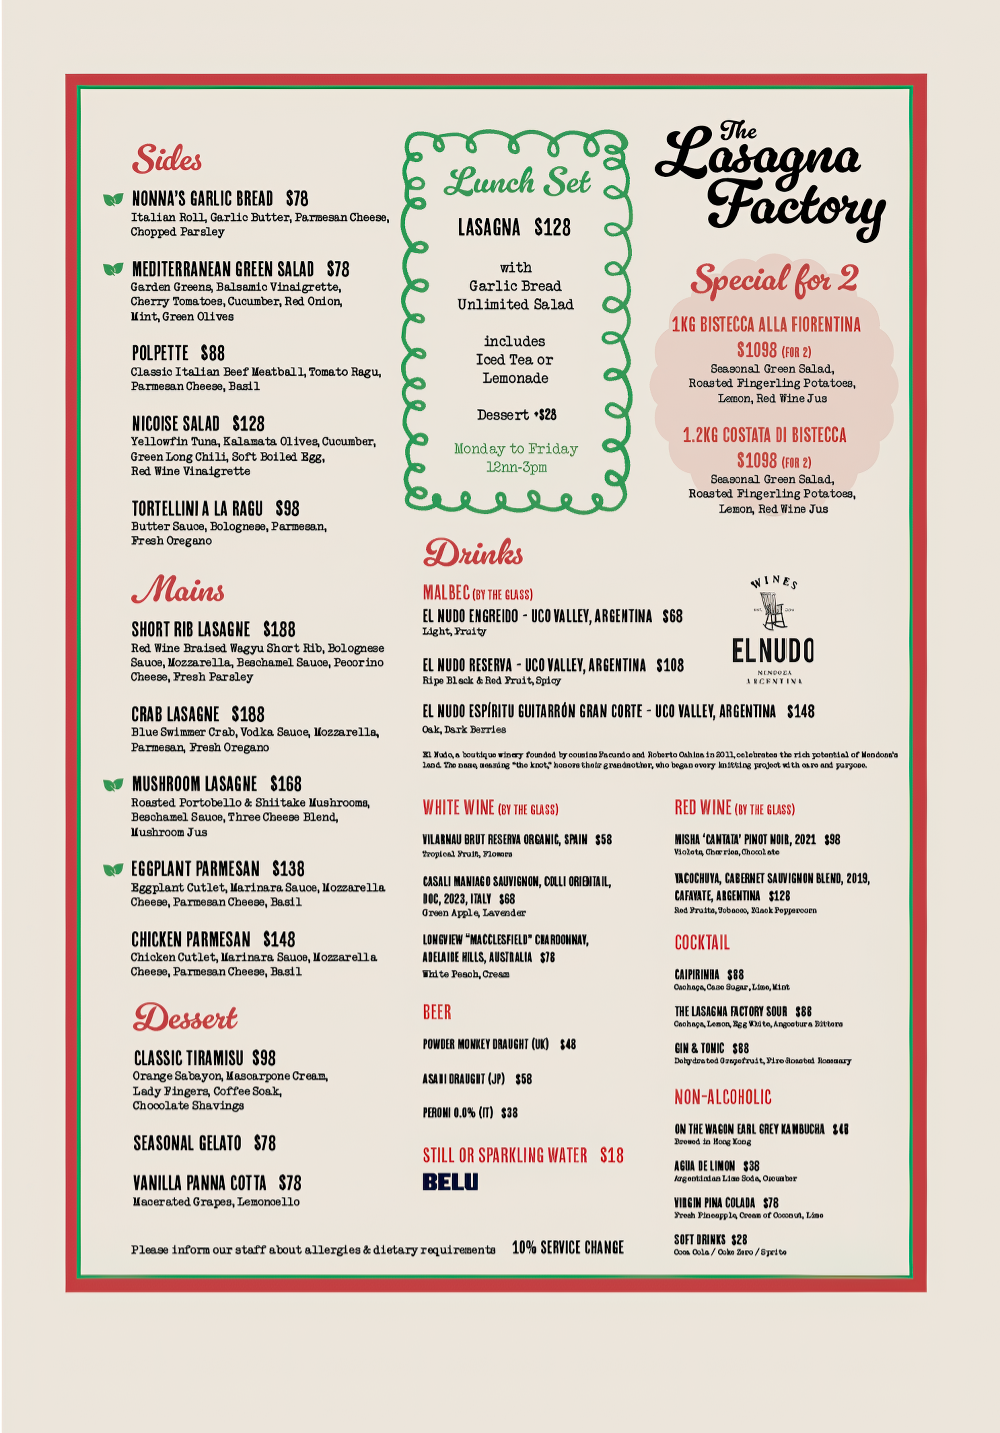 Sides
NONNA'S GARLIC BREAD $78
Italian Roll, Garlic Butter, Parmesan Cheese,
Chopped Parsley
MEDITERRANEAN GREEN SALAD $78
Garden Greens, Balsamic Vinaigrette,
Cherry Tomatoes, Cucumber, Red Onion,
Mint, Green Olives
POLPETTE $88
Classic Italian Beef Meatball, Tomato Ragu,
Parmesan Cheese, Basil
NICOISE SALAD $128
Yellowfin Tuna, Kalamata Olives, Cucumber,
Green Long Chili, Soft Boiled Egg,
Red Wine Vinaigrette
TORTELLINI A LA RAGU $98
Butter Sauce, Bolognese, Parmesan,
Fresh Oregano
Mains
SHORT RIB LASAGNE $188
Red Wine Braised Wagyu Short Rib, Bolognese
Sauce, Mozzarella, Beschamel Sauce, Pecorino
Cheese, Fresh Parsley
CRAB LASAGNE $188
Blue Swimmer Crab, Vodka Sauce, Mozzarella,
Parmesan, Fresh Oregano
MUSHROOM LASAGNE $168
Roasted Portobello & Shiitake Mushrooms,
Beschamel Sauce, Three Cheese Blend,
Mushroom Jus
EGGPLANT PARMESAN $138
Eggplant Cutlet, Marinara Sauce, Mozzarella
Cheese, Parmesan Cheese, Basil
CHICKEN PARMESAN $148
Chicken Cutlet, Marinara Sauce, Mozzarella
Cheese, Parmesan Cheese, Basil
Dessert
CLASSIC TIRAMISU $98
Orange Sabayon, Mascarpone Cream,
Lady Fingers, Coffee Soak,
Chocolate Shavings
SEASONAL GELATO $78
VANILLA PANNA COTTA $78
Macerated Grapes, Lemoncello
Please inform our staff about allergies & dietary requirements 10% SERVICE CHANGE
Lunch Set
LASAGNA $128
with
Garlic Bread
Unlimited Salad
includes
Iced Tea or
Lemonade
Dessert +$28
Monday to Friday
12nn-3pm
The
Lasagna
Factory
Special for 2
1KG BISTECCA ALLA FIORENTINA
$1098 (FOR 2)
Seasonal Green Salad,
Roasted Fingerling Potatoes,
Lemon, Red Wine Jus
1.2KG COSTATA DI BISTECCA
$1098 (FOR 2)
Seasonal Green Salad,
Roasted Fingerling Potatoes,
Lemon, Red Wine Jus
Drinks
MALBEC (BY THE GLASS)
EL NUDO ENGREIDO - UCO VALLEY, ARGENTINA $68
Light, Fruity
EL NUDO RESERVA - UCO VALLEY, ARGENTINA $108
Ripe Black & Red Fruit, Spicy
EL NUDO ESPÍRITU GUITARRÓN GRAN CORTE - UCO VALLEY, ARGENTINA $148
Oak, Dark Berries
WINES
EL NUDO
MENDOZA
ARGENTINA
El Nudo, a boutique winery founded by cousins Facundo and Roberto Cahiza in 2011, celebrates the rich potential of Mendoza's
land. The name, meaning "the knot," honors their grandmother, who began every knitting project with care and purpose.
WHITE WINE (BY THE GLASS)
VILARNAU BRUT RESERVA ORGANIC, SPAIN $58
Tropical Fruit, Flowers
CASALI MANIAGO SAUVIGNON, COLLI ORIENTAIL,
DOC, 2023, ITALY $68
Green Apple, Lavender
LONGVIEW "MACCLESFIELD" CHARDONNAY,
ADELAIDE HILLS, AUSTRALIA $78
White Peach, Cream
BEER
POWDER MONKEY DRAUGHT (UK) $48
ASAHI DRAUGHT (JP) $58
PERONI 0.0% (IT) $38
STILL OR SPARKLING WATER $18
BELU
RED WINE (BY THE GLASS)
MISHA 'CANTATA' PINOT NOIR, 2021 $98
Violets, Cherries, Chocolate
YACOCHUYA, CABERNET SAUVIGNON BLEND, 2019,
CAFAYATE, ARGENTINA $128
Red Fruits, Tobacco, Black Peppercorn
COCKTAIL
CAIPIRINHA $88
Cachaça, Cane Sugar, Lime, Mint
THE LASAGNA FACTORY SOUR $88
Cachaça, Lemon, Egg White, Angostura Bitters
GIN & TONIC $88
Dehydrated Grapefruit, Fire Roasted Rosemary
NON-ALCOHOLIC
ON THE WAGON EARL GREY KAMBUCHA $48
Brewed in Hong Kong
AGUA DE LIMON $38
Argentinian Lime Soda, Cucumber
VIRGIN PINA COLADA $78
Fresh Pineapple, Cream of Coconut, Lime
SOFT DRINKS $28
Coca Cola / Coke Zero / Sprite